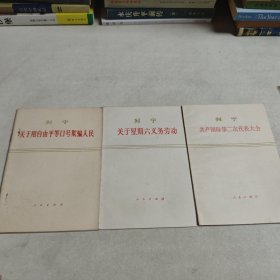 列宁
关于用自由平等口号欺骗人民
人民出版社
列宁
关于星期六义务劳动
人民出版社
列宁
共产国际第二次代表大会
人民出版社